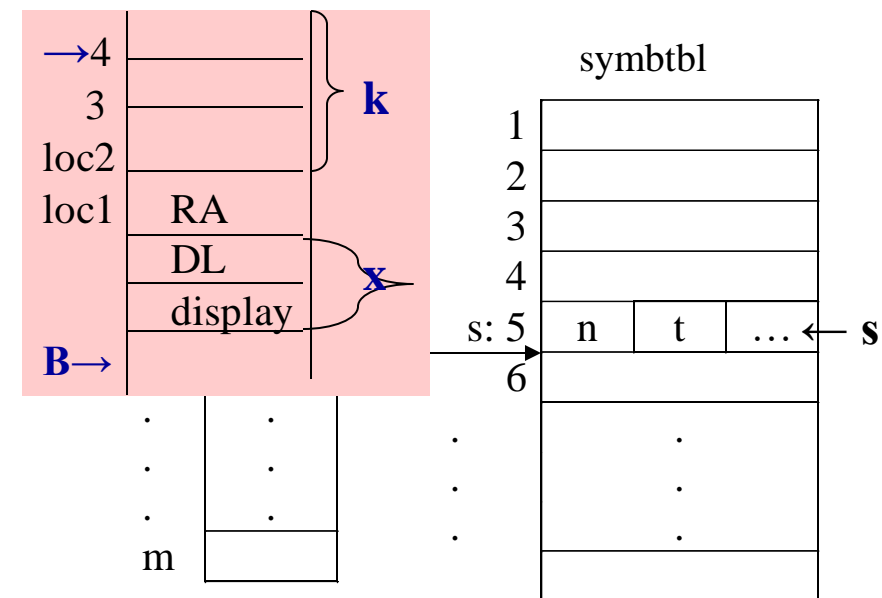 →4
3
k
loc2
loc1 RA
DL
x
display
B→
.
.
.
.
.
.
m
symbtbl
1
2
3
4
s: 5 n t … ← s
6
. .
. .
. .